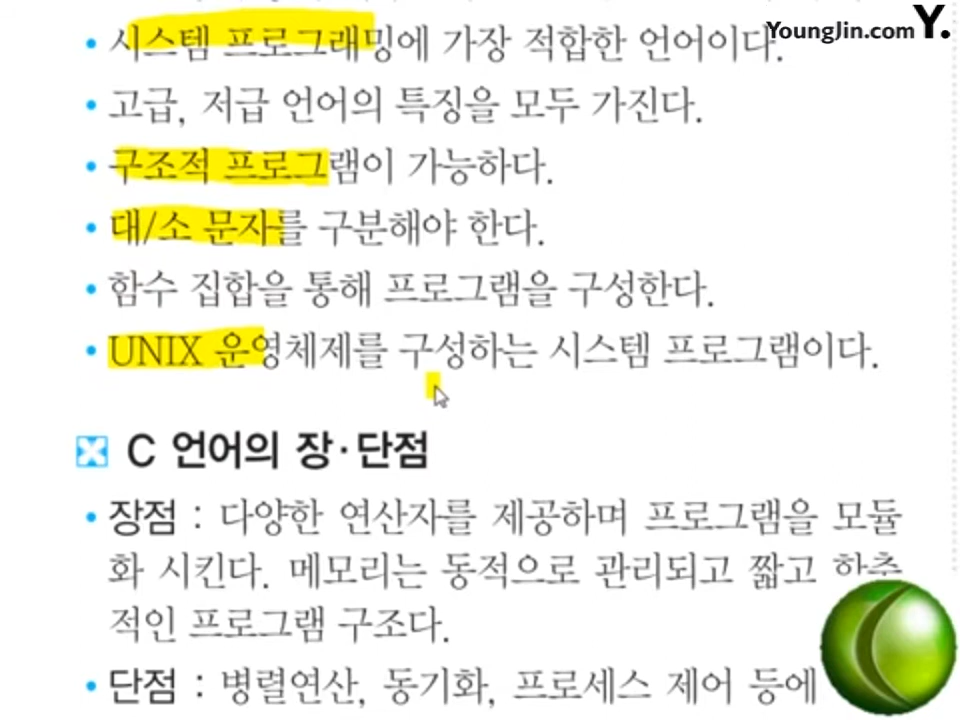 YoungJin.com Y.
• 시스템 프로그래밍에 가장 적합한 언어이다.
• 고급, 저급 언어의 특징을 모두 가진다.
• 구조적 프로그램이 가능하다.
• 대/소 문자를 구분해야 한다.
• 함수 집합을 통해 프로그램을 구성한다.
• UNIX 운영체제를 구성하는 시스템 프로그램이다.
C 언어의 장·단점
• 장점 : 다양한 연산자를 제공하며 프로그램을 모듈
화 시킨다. 메모리는 동적으로 관리되고 짧고 함축
적인 프로그램 구조다.
• 단점 : 병렬연산, 동기화, 프로세스 제어 등에